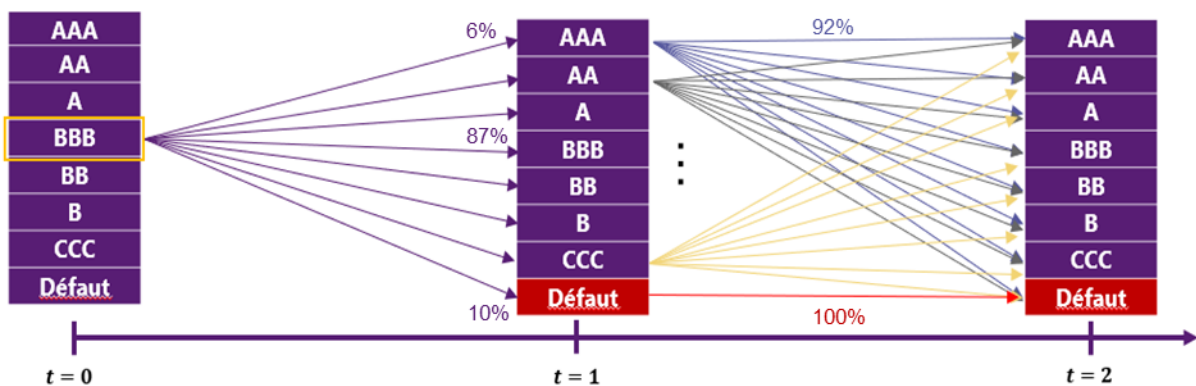 AAA
AA
A
BBB
BB
B
CCC
Défaut
6%
87%
10%
AAA
AA
A
BBB
BB
B
CCC
Défaut
92%
100%
AAA
AA
A
BBB
BB
B
CCC
Défaut
t = 0
t = 1
t = 2